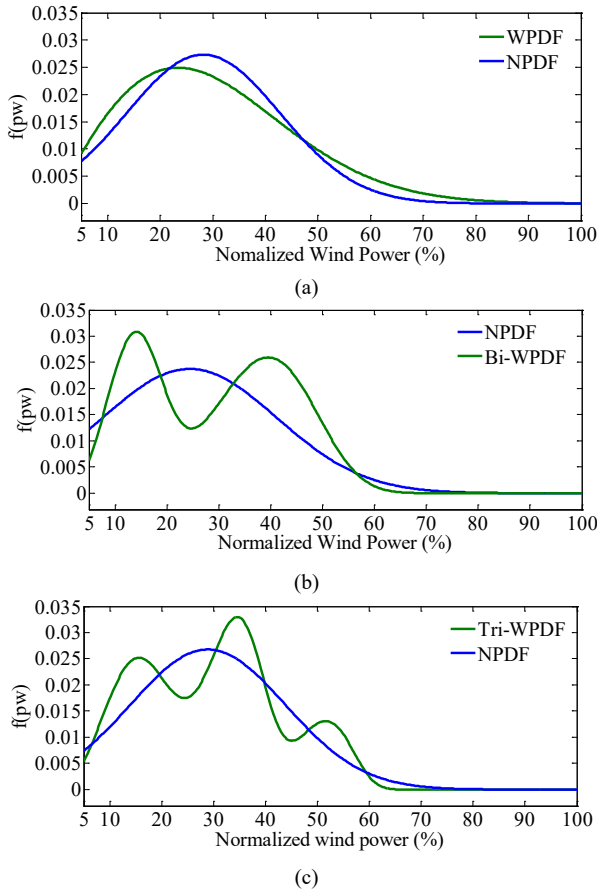 0.035
0.03
0.025
0.02
0.015
0.01
0.005
0
f(pw)
WPDF
NPDF
5 10 20 30 40 50 60 70 80 90 100
Nomalized Wind Power (%)
(a)
0.035
0.03
0.025
0.02
0.015
0.01
0.005
0
f(pw)
NPDF
Bi-WPDF
5 10 20 30 40 50 60 70 80 90 100
Normalized Wind Power (%)
(b)
0.035
0.03
0.025
0.02
0.015
0.01
0.005
0
f(pw)
Tri-WPDF
NPDF
5 10 20 30 40 50 60 70 80 90 100
Normalized wind power (%)
(c)